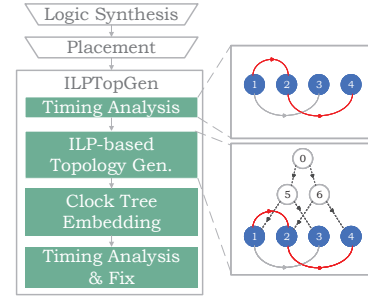 Logic Synthesis
Placement
ILPTopGen
Timing Analysis
ILP-based
Topology Gen.
Clock Tree
Embedding
Timing Analysis
& Fix
1 2 3 4
0
5 6
1 2 3 4